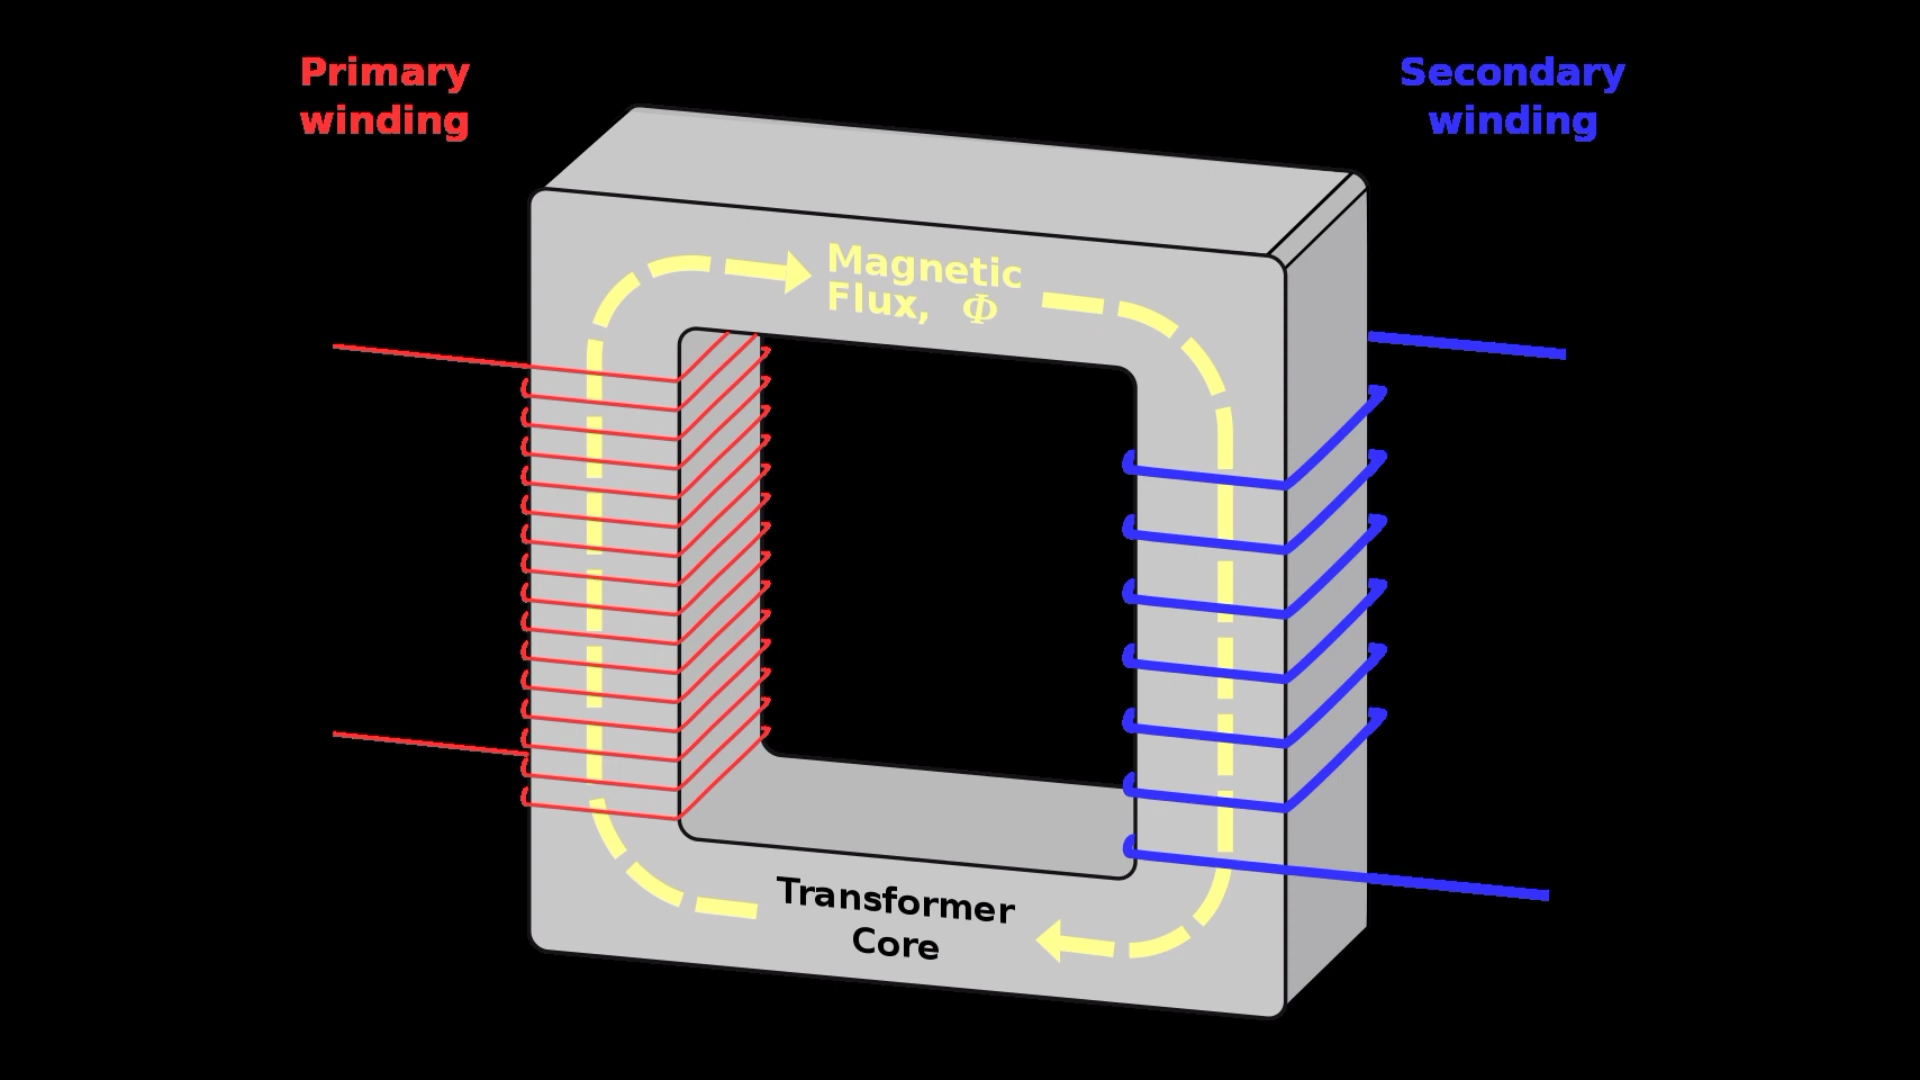 Primary
winding
Secondary
winding
Magnetic
Flux, Φ
Transformer
Core